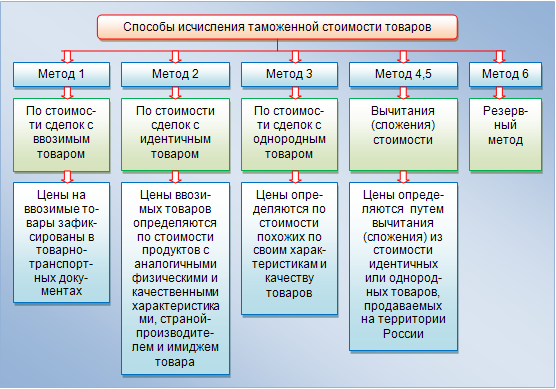 Способы исчисления таможенной стоимости товаров
Метод 1
Метод 2
Метод 3
Метод 4,5
Метод 6
По стоимос-
ти сделок с
ввозимым
товаром
По стоимости
сделок с
идентичным
товаром
По стоимос-
ти сделок с
однородным
товаром
Вычитания
(сложения)
стоимости
Резерв-
ный
метод
Цены на
ввозимые то-
вары зафик-
сированы в
товарно-
транспорт-
ных доку-
ментах
Цены ввози-
мых товаров
определяются
по стоимости
продуктов с
аналогичными
физическими и
качественными
характеристика
ми, страной-
производите-
лем и имиджем
товара
Цены опре-
деляются по
стоимости
похожих по
своим харак-
теристикам и
качеству
товаров
Цены опреде-
ляются путем
вычитания
(сложения) из
стоимости
идентичных
или однород-
ных товаров,
продаваемых
на территории
России